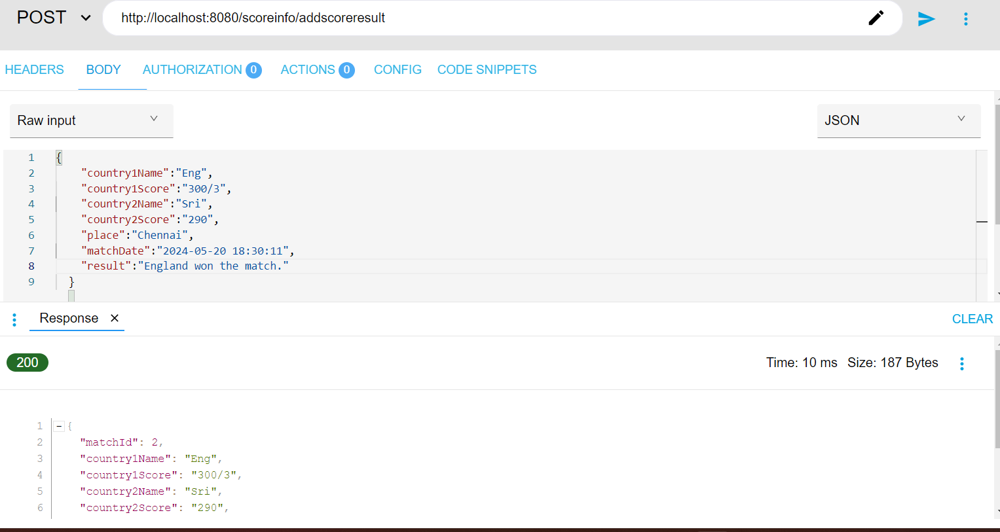 POST http://localhost:8080/scoreinfo/addscoreresult
HEADERS BODY AUTHORIZATION 0 ACTIONS 0 CONFIG CODE SNIPPETS
Raw input JSON
1 {
2 "country1Name":"Eng",
3 "country1Score":"300/3",
4 "country2Name":"Sri",
5 "country2Score":"290",
6 "place":"Chennai",
7 "matchDate":"2024-05-20 18:30:11",
8 "result":"England won the match."
9 }
Response × CLEAR
200 Time: 10 ms Size: 187 Bytes
1 {
2 "matchId": 2,
3 "country1Name": "Eng",
4 "country1Score": "300/3",
5 "country2Name": "Sri",
6 "country2Score": "290",